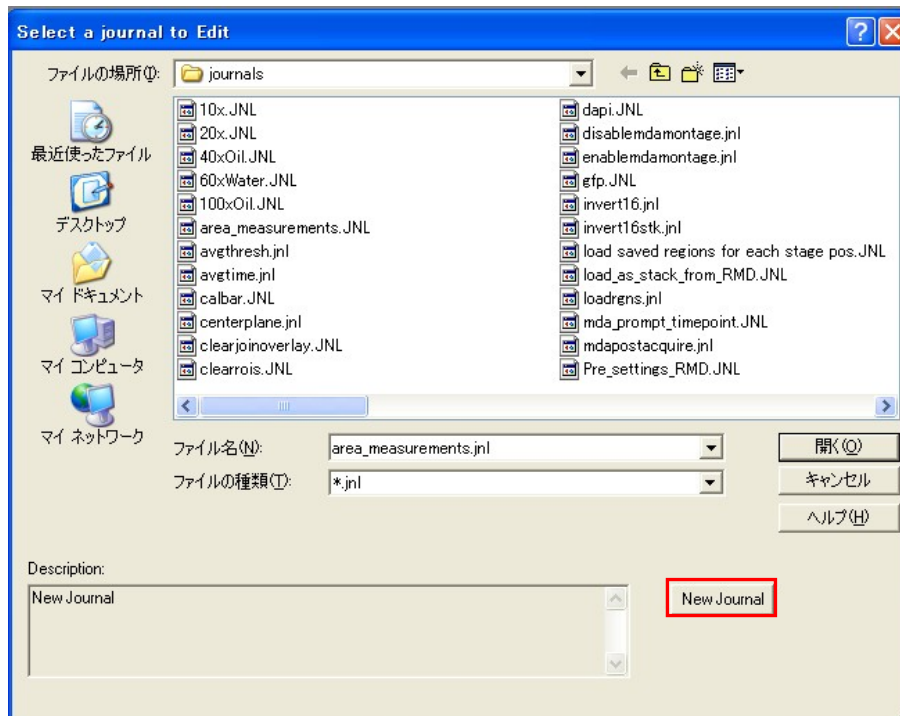 Select a journal to Edit
ファイルの場所(I): journals
最近使ったファイル
デスクトップ
マイ ドキュメント
マイ コンピュータ
マイ ネットワーク
10x.JNL
20x.JNL
40xOil.JNL
60xWater.JNL
100xOil.JNL
area_measurements.JNL
avgthresh.jnl
avgtime.jnl
calbar.JNL
centerplane.jnl
clearjoinoverlay.JNL
clearrois.JNL
dapi.JNL
disablemdamontage.jnl
enablemdamontage.jnl
gfp.JNL
invert16.jnl
invert16stk.jnl
load saved regions for each stage pos.JNL
load_as_stack_from_RMD.JNL
loadrgns.jnl
mda_prompt_timepoint.JNL
mdapostacquire.jnl
Pre_settings_RMD.JNL
ファイル名(N): area_measurements.jnl 開く(O)
ファイルの種類(T): *.jnl キャンセル
ヘルプ(H)
Description:
New Journal
New Journal